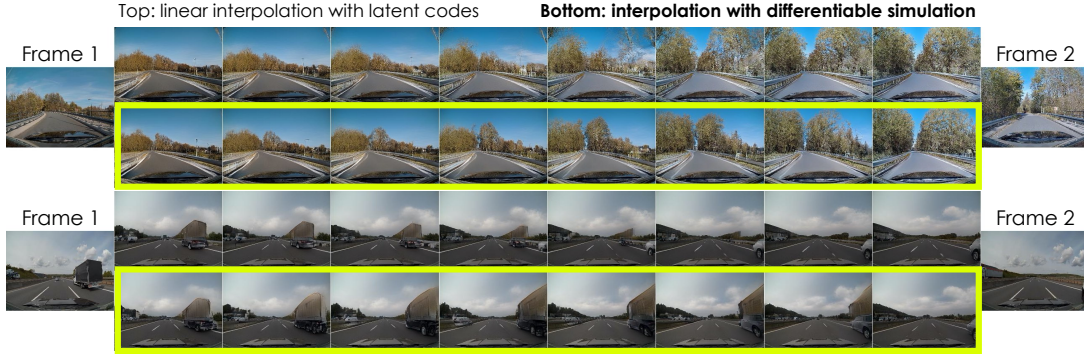 Top: linear interpolation with latent codes
Bottom: interpolation with differentiable simulation
Frame 1
Frame 2
Frame 1
Frame 2